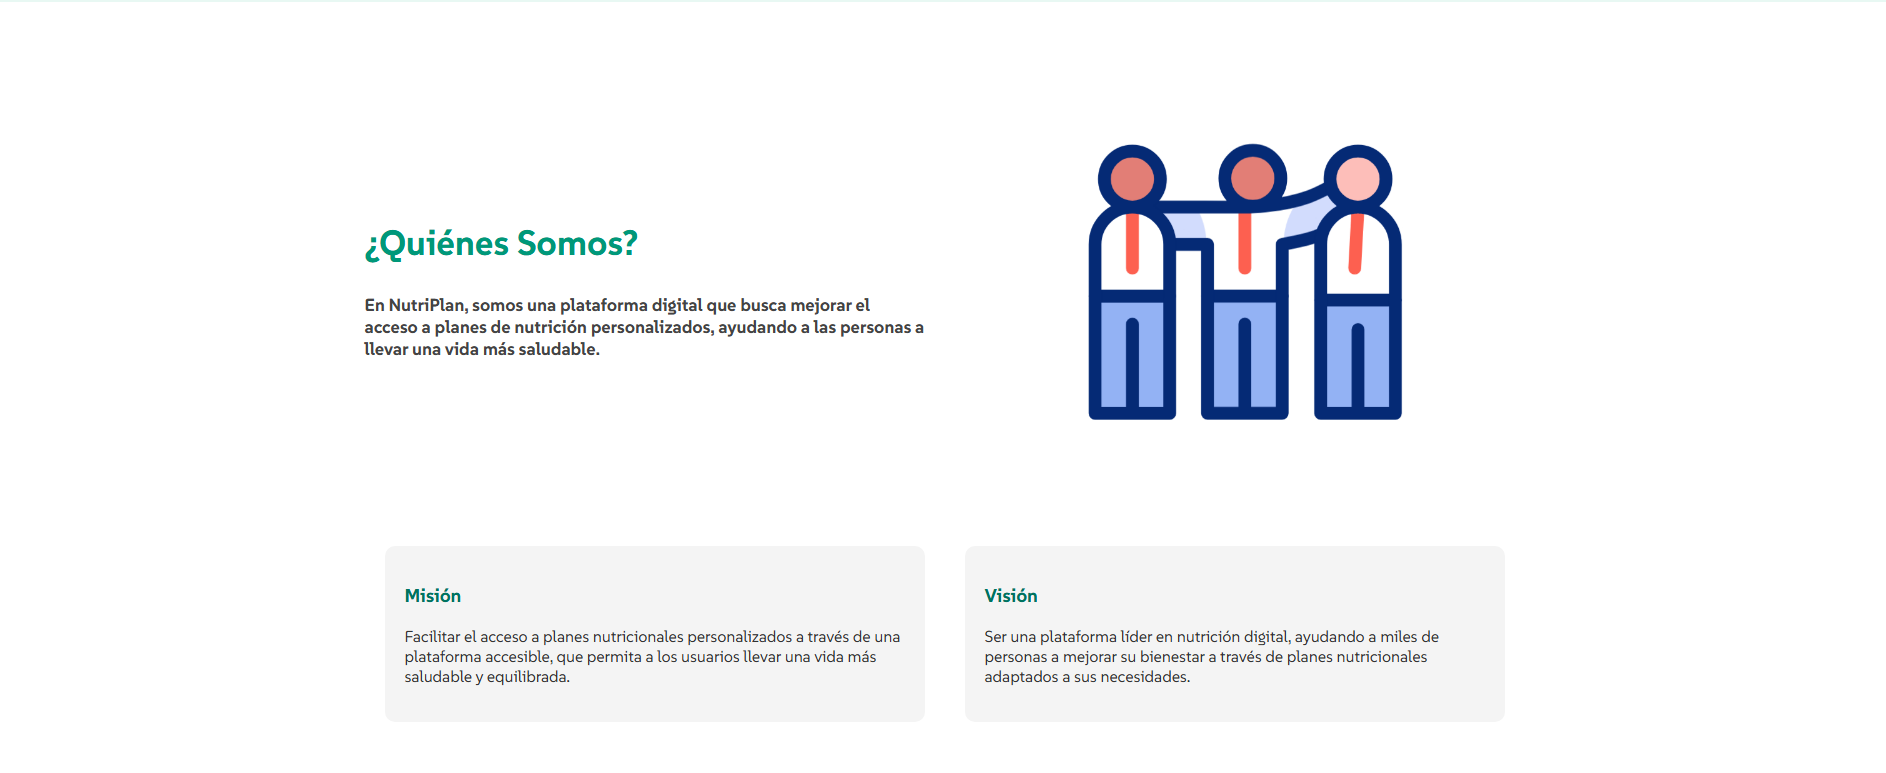 ¿Quiénes Somos?
En NutriPlan, somos una plataforma digital que busca mejorar el
acceso a planes de nutrición personalizados, ayudando a las personas a
llevar una vida más saludable.
Misión
Facilitar el acceso a planes nutricionales personalizados a través de una
plataforma accesible, que permita a los usuarios llevar una vida más
saludable y equilibrada.
Visión
Ser una plataforma líder en nutrición digital, ayudando a miles de
personas a mejorar su bienestar a través de planes nutricionales
adaptados a sus necesidades.